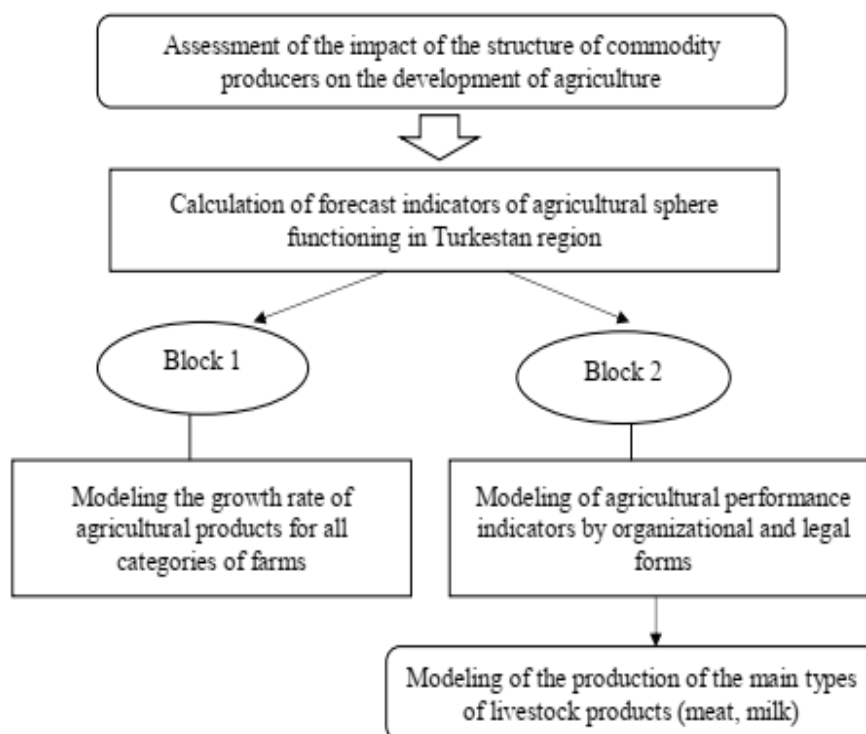 Assessment of the impact of the structure of commodity
producers on the development of agriculture
Calculation of forecast indicators of agricultural sphere
functioning in Turkestan region
Block 1
Block 2
Modeling the growth rate of
agricultural products for all
categories of farms
Modeling of agricultural performance
indicators by organizational and legal
forms
Modeling of the production of the main types
of livestock products (meat, milk)